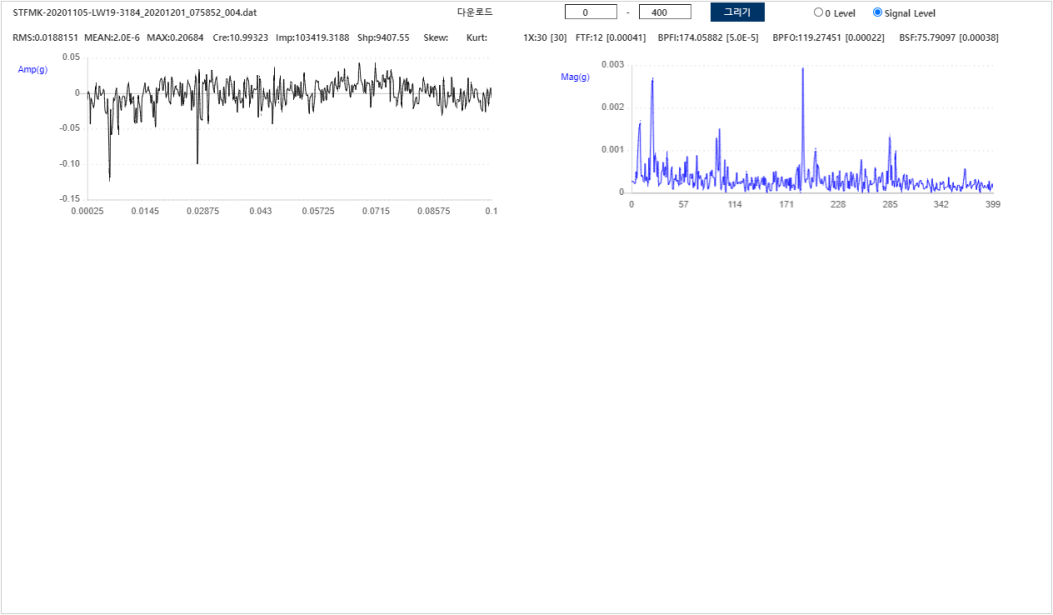 STFMK-20201105-LW19-3184_20201201_075852_004.dat 다운로드 0 - 400 그리기 0 Level Signal Level
RMS:0.0188151 MEAN:2.0E-6 MAX:0.20684 Cre:10.99323 Imp:103419.3188 Shp:9407.55 Skew: Kurt: 1X:30 [30] FTF:12 [0.00041] BPFI:174.05882 [5.0E-5] BPFO:119.27451 [0.00022] BSF:75.79097 [0.00038]
Amp(g)
0.05
0
-0.05
-0.10
-0.15
0.00025 0.0145 0.02875 0.043 0.05725 0.0715 0.08575 0.1
Mag(g)
0.003
0.002
0.001
0
0 57 114 171 228 285 342 399